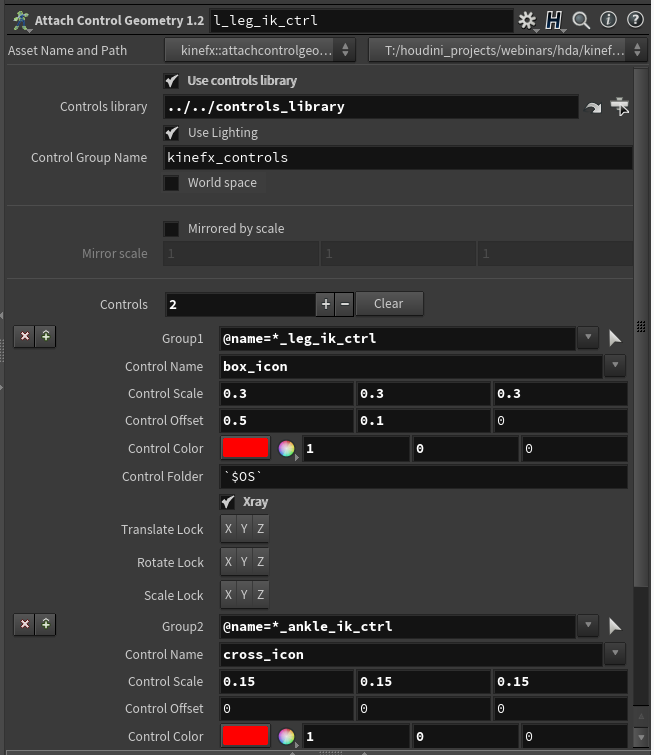 Attach Control Geometry 1.2 l_leg_ik_ctrl
Asset Name and Path kinefx::attachcontrolgeo... T:/houdini_projects/webinars/hda/kinef...
Use controls library
Controls library ../../controls_library
Use Lighting
Control Group Name kinefx_controls
World space
Mirrored by scale
Mirror scale 1 1 1
Controls 2 + − Clear
Group1 @name=*_leg_ik_ctrl
Control Name box_icon
Control Scale 0.3 0.3 0.3
Control Offset 0.5 0.1 0
Control Color 1 0 0
Control Folder `$OS`
Xray
Translate Lock X Y Z
Rotate Lock X Y Z
Scale Lock X Y Z
Group2 @name=*_ankle_ik_ctrl
Control Name cross_icon
Control Scale 0.15 0.15 0.15
Control Offset 0 0 0
Control Color 1 0 0